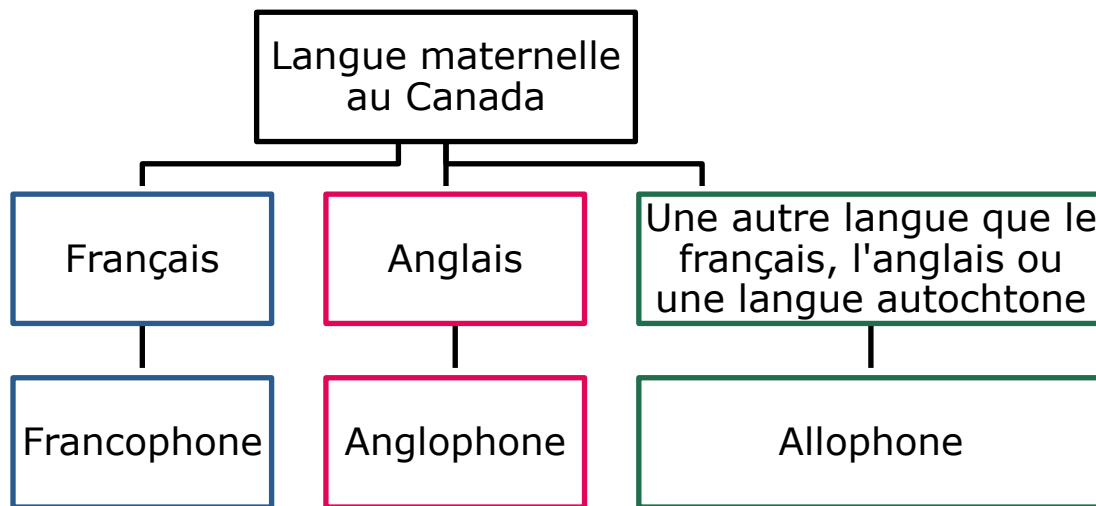 Langue maternelle
au Canada
Français
Anglais
Une autre langue que le
français, l'anglais ou
une langue autochtone
Francophone
Anglophone
Allophone